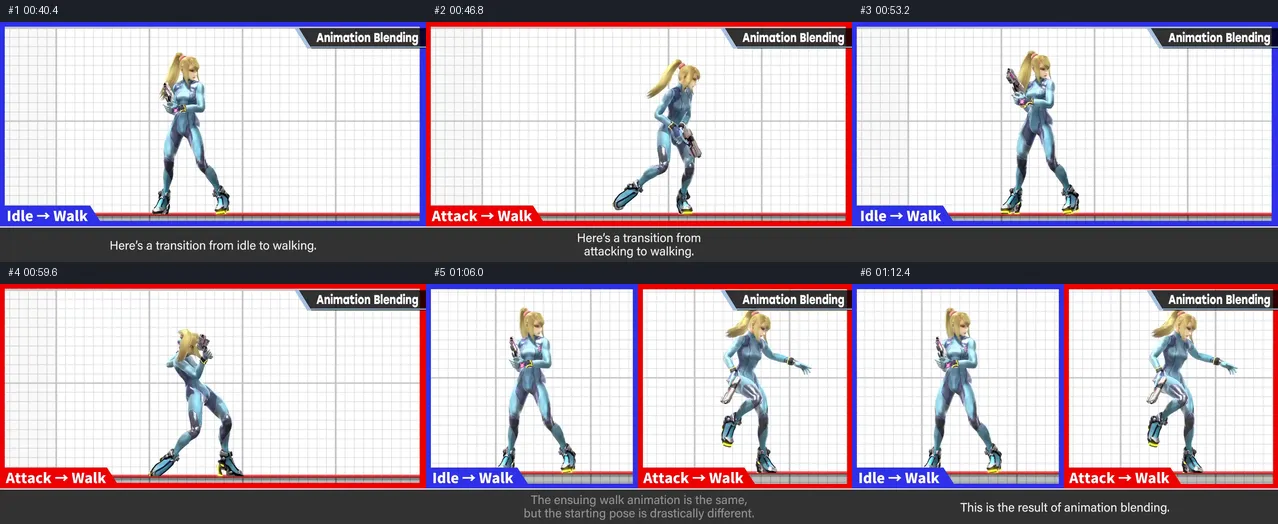 #1 00:40.4
Animation Blending
Idle → Walk
Here's a transition from idle to walking.
#2 00:46.8
Animation Blending
Attack → Walk
Here's a transition from
attacking to walking.
#3 00:53.2
Animation Blending
Idle → Walk
#4 00:59.6
Animation Blending
Attack → Walk
#5 01:06.0
Animation Blending
Idle → Walk
Attack → Walk
The ensuing walk animation is the same,
but the starting pose is drastically different.
#6 01:12.4
Animation Blending
Idle → Walk
Attack → Walk
This is the result of animation blending.